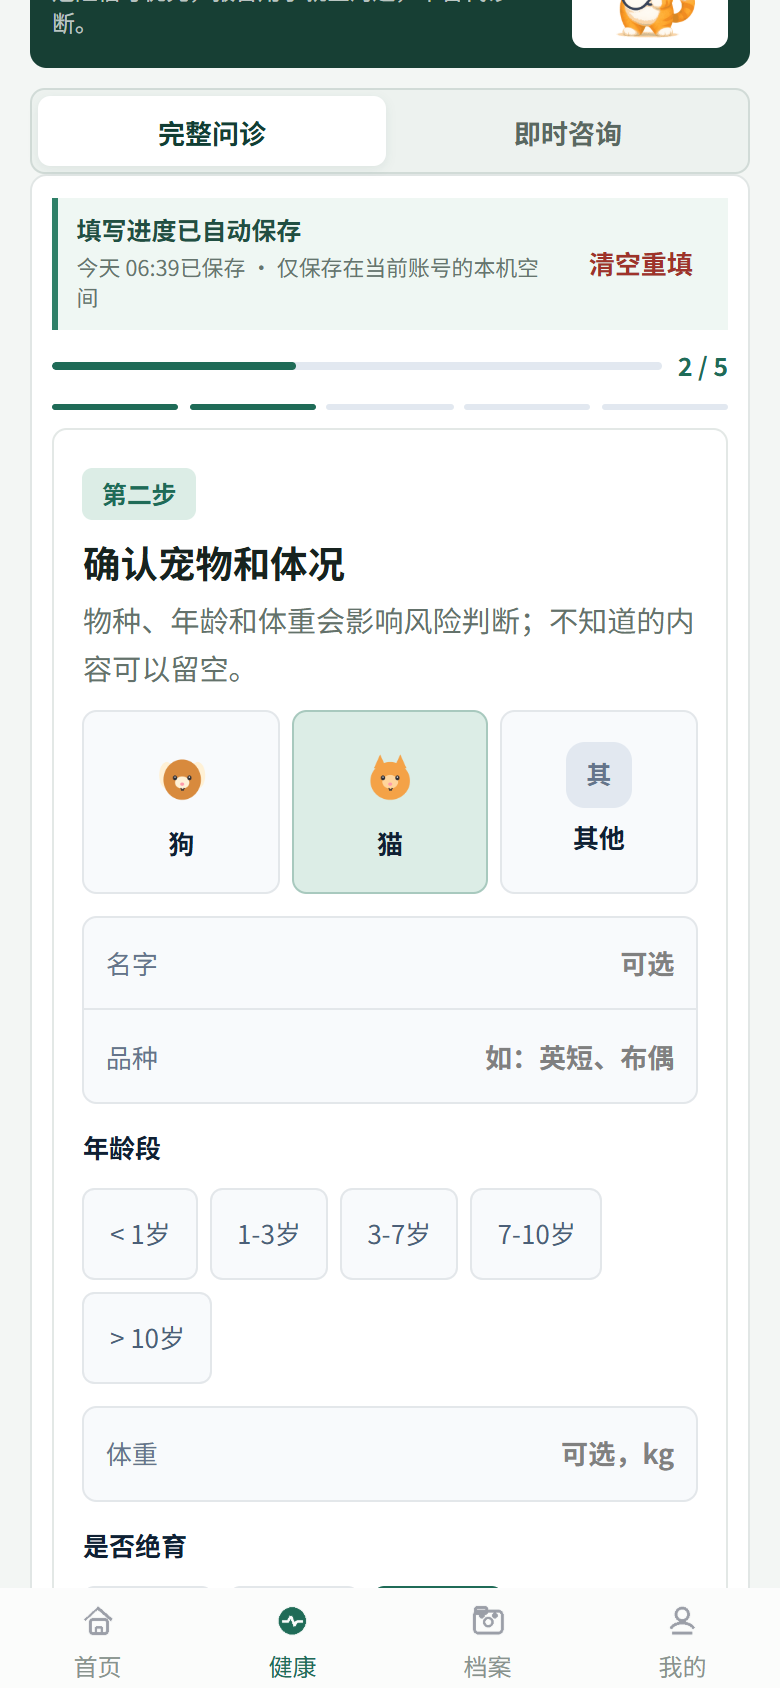 断。
完整问诊
即时咨询
填写进度已自动保存
今天 06:39已保存 · 仅保存在当前账号的本机空
间
清空重填
2 / 5
第二步
确认宠物和体况
物种、年龄和体重会影响风险判断；不知道的内
容可以留空。
狗
猫
其
其他
名字
可选
品种
如：英短、布偶
年龄段
< 1岁
1-3岁
3-7岁
7-10岁
> 10岁
体重
可选，kg
是否绝育
首页
健康
档案
我的